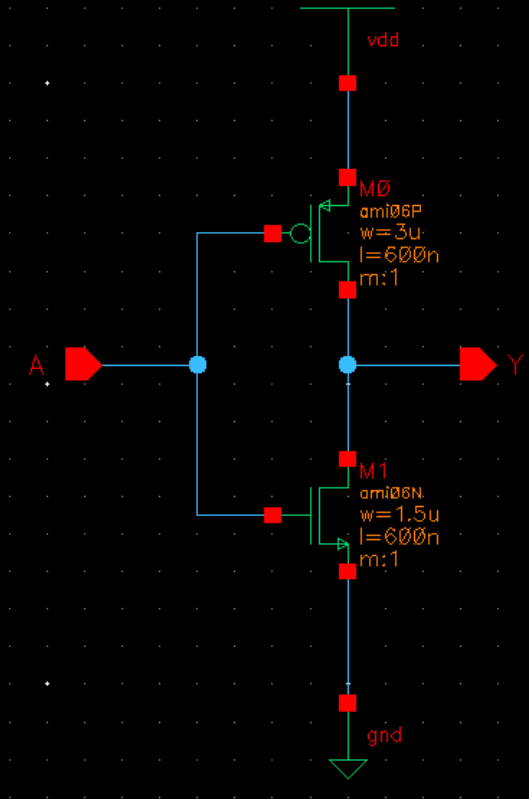 vdd
M0
ami06P
w=3u
l=600n
m:1
A
Y
M1
ami06N
w=1.5u
l=600n
m:1
gnd